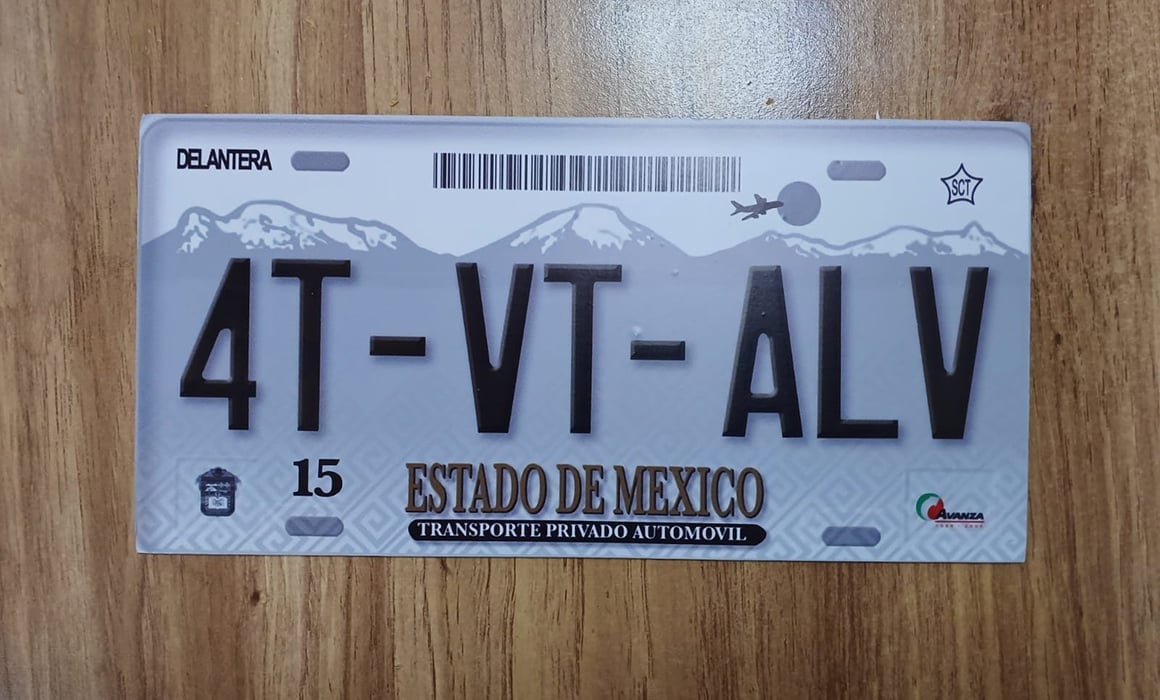 DELANTERA
SCT
4T-VT-ALV
15
ESTADO DE MEXICO
TRANSPORTE PRIVADO AUTOMOVIL
AVANZA